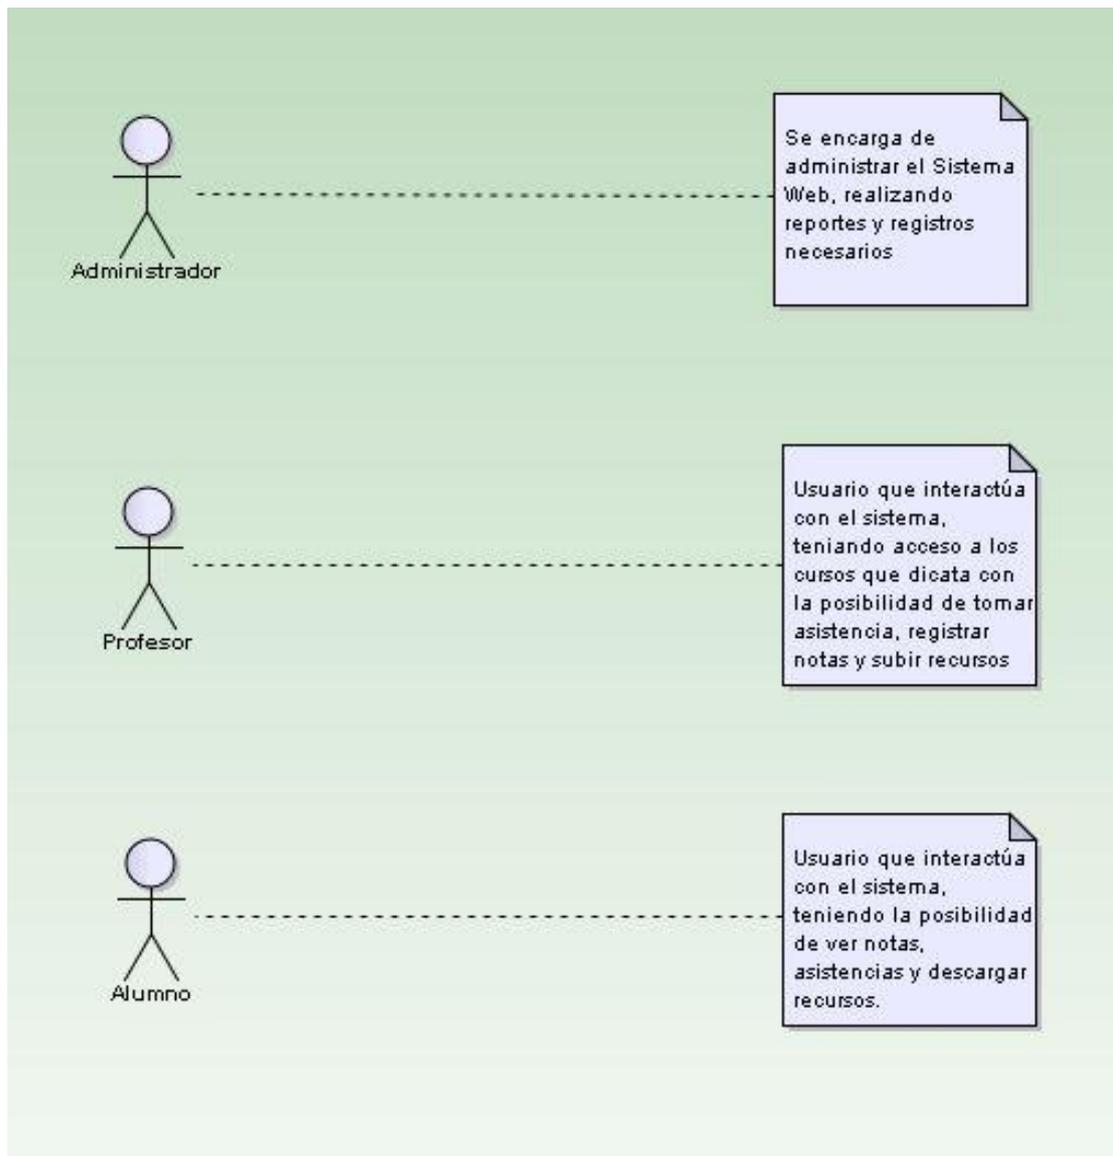 Administrador
Se encarga de
administrar el Sistema
Web, realizando
reportes y registros
necesarios
Profesor
Usuario que interactúa
con el sistema,
teniando acceso a los
cursos que dicata con
la posibilidad de tomar
asistencia, registrar
notas y subir recursos
Alumno
Usuario que interactúa
con el sistema,
teniendo la posibilidad
de ver notas,
asistencias y descargar
recursos.